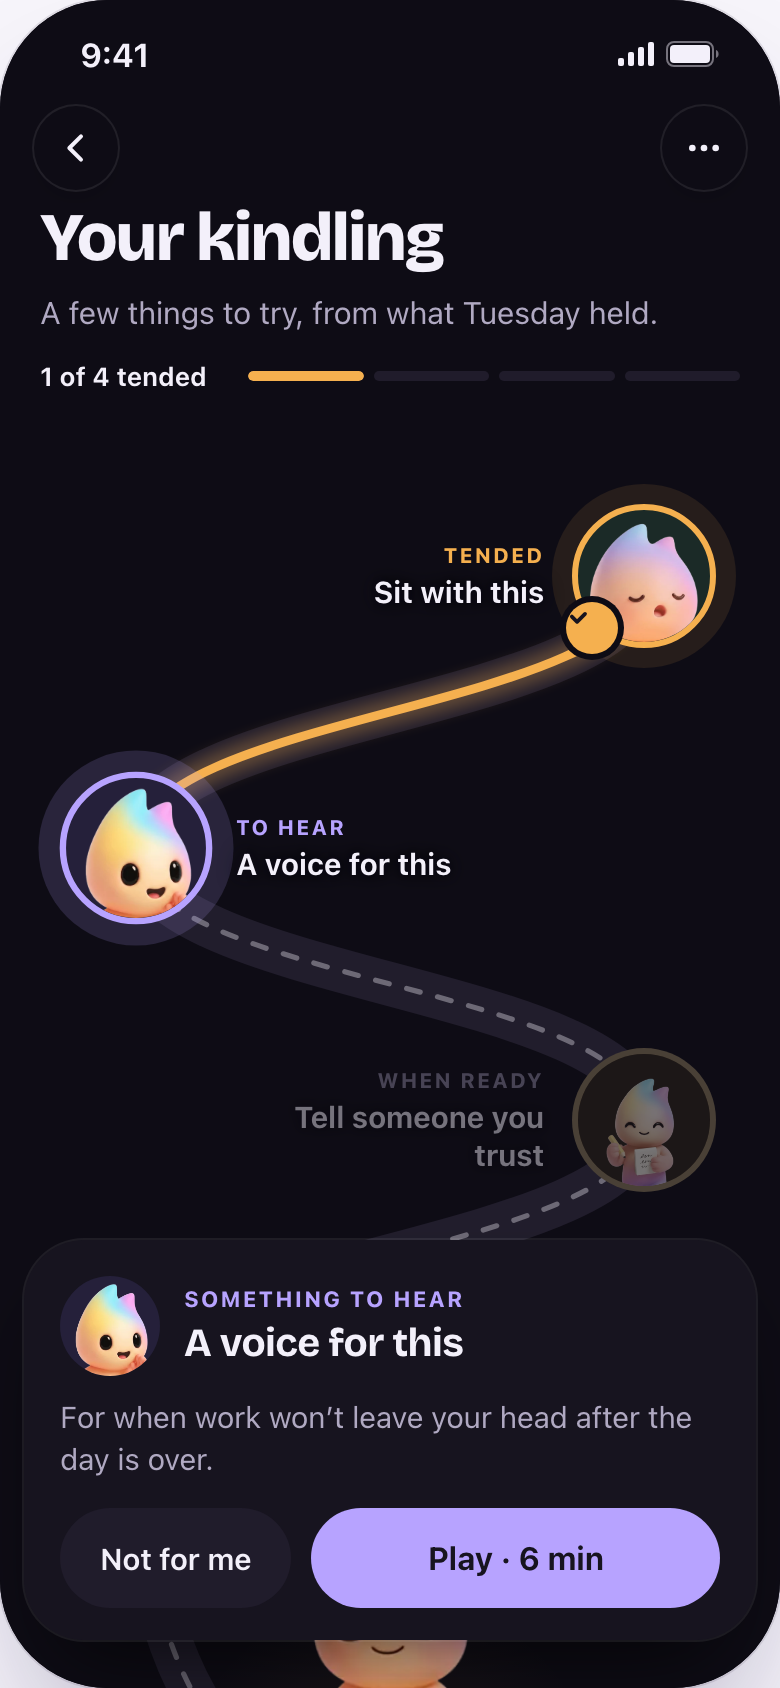 9:41
Your kindling
A few things to try, from what Tuesday held.
1 of 4 tended
TENDED
Sit with this
TO HEAR
A voice for this
WHEN READY
Tell someone you
trust
SOMETHING TO HEAR
A voice for this
For when work won’t leave your head after the
day is over.
Not for me
Play · 6 min